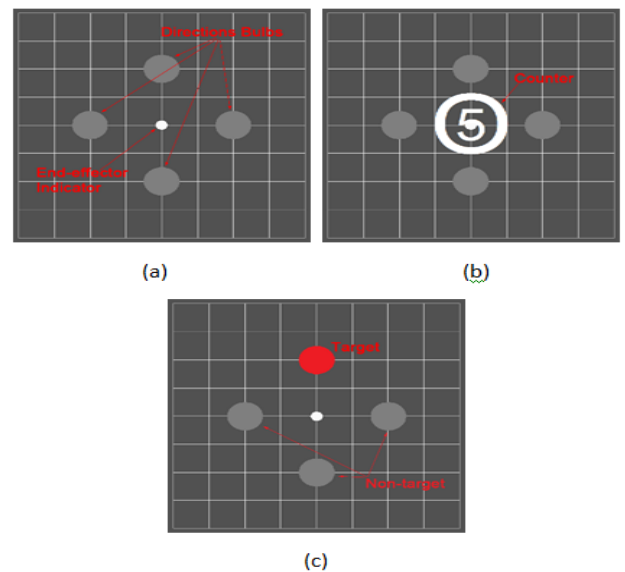 Directions Bulbs
End-effector
Indicator
(a)
Counter
5
(b)
Target
Non-target
(c)